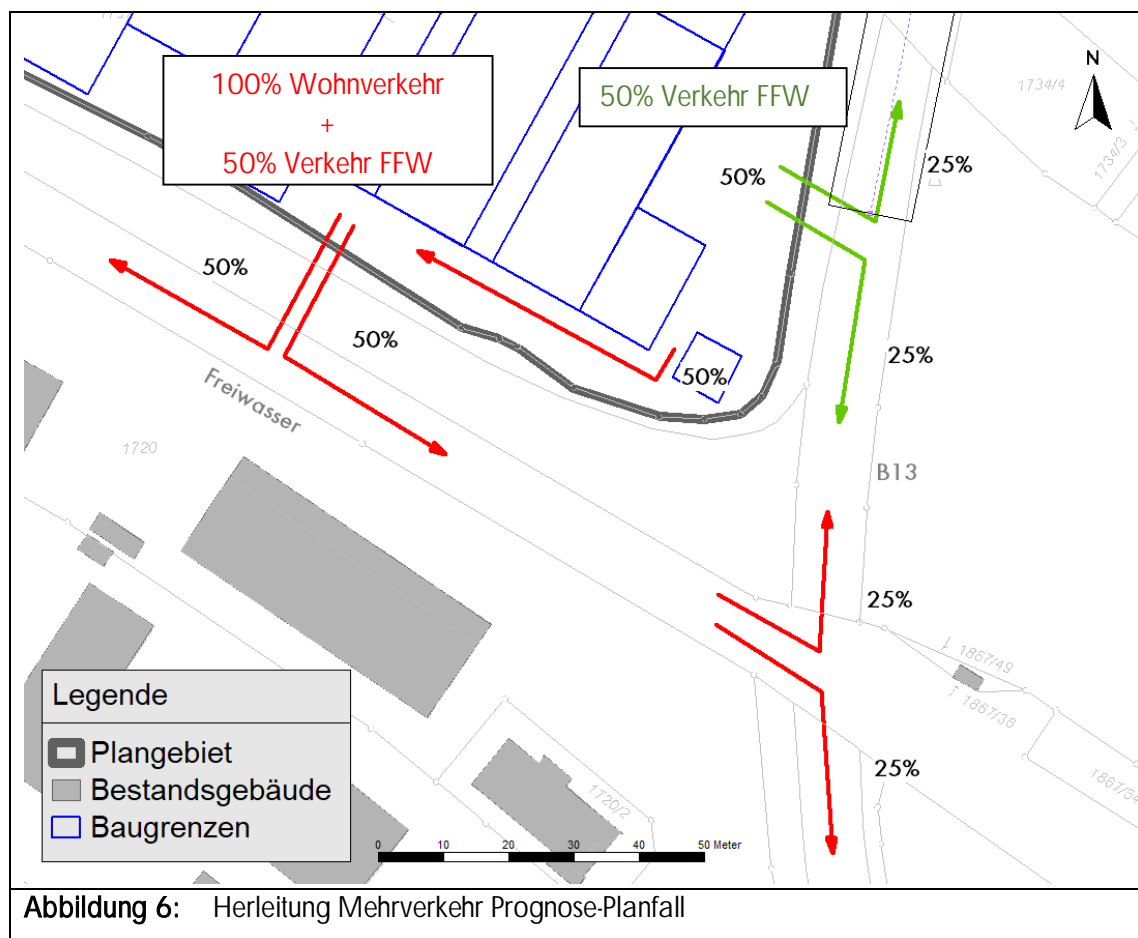 1734/4
N
100% Wohnverkehr
+
50% Verkehr FFW
50% Verkehr FFW
1734/3
50%
25%
50%
50%
50%
25%
Freiwasser
1720
B13
25%
1867/49
1867/36
1867/54
25%
1720/2
Legende
Plangebiet
Bestandsgebäude
Baugrenzen
0 10 20 30 40 50 Meter
Abbildung 6: Herleitung Mehrverkehr Prognose-Planfall